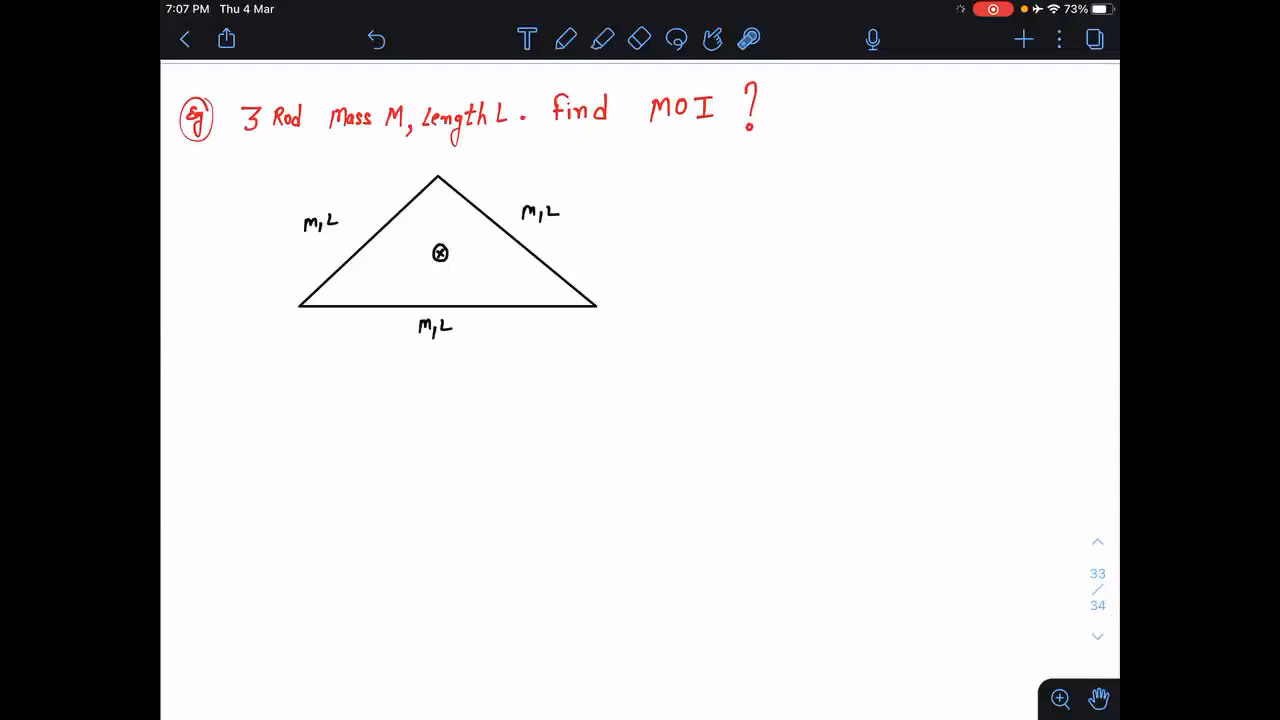 7:07 PM Thu 4 Mar
73%
Eg 3 Rod Mass M, Length L. Find MOI ?
M,L
M,L
M,L
33
/
34